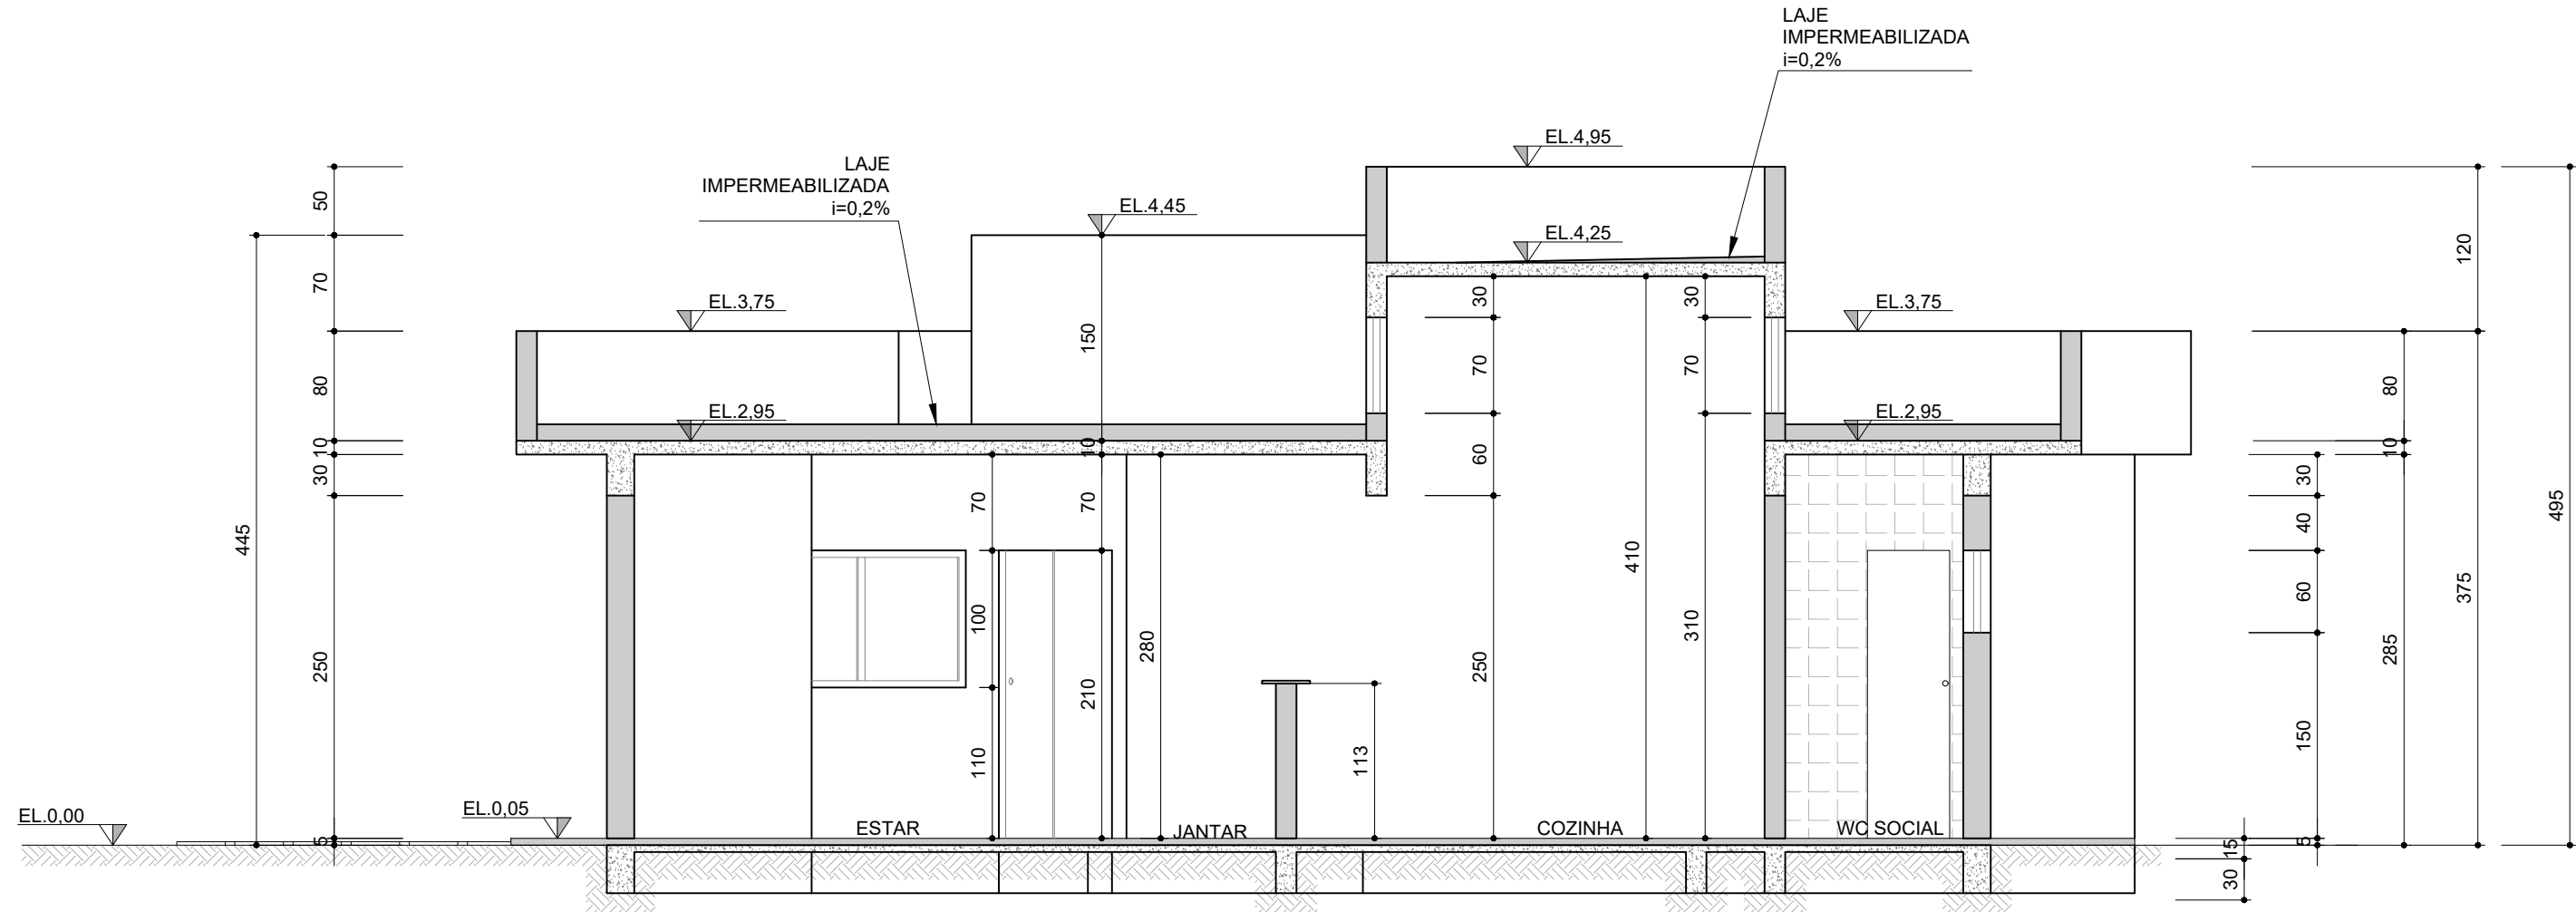 LAJE
IMPERMEABILIZADA
i=0,2%
EL.4,95
LAJE
IMPERMEABILIZADA
i=0,2%
EL.4,45
EL.4,25
EL.3,75
EL.3,75
EL.2,95
EL.2,95
50
70
80
10
30
250
5
445
150
10
70
210
70
100
110
280
113
30
70
60
250
410
30
70
310
120
375
495
80
10
285
30
40
60
150
5
15
30
EL.0,00
EL.0,05
ESTAR
JANTAR
COZINHA
WC SOCIAL